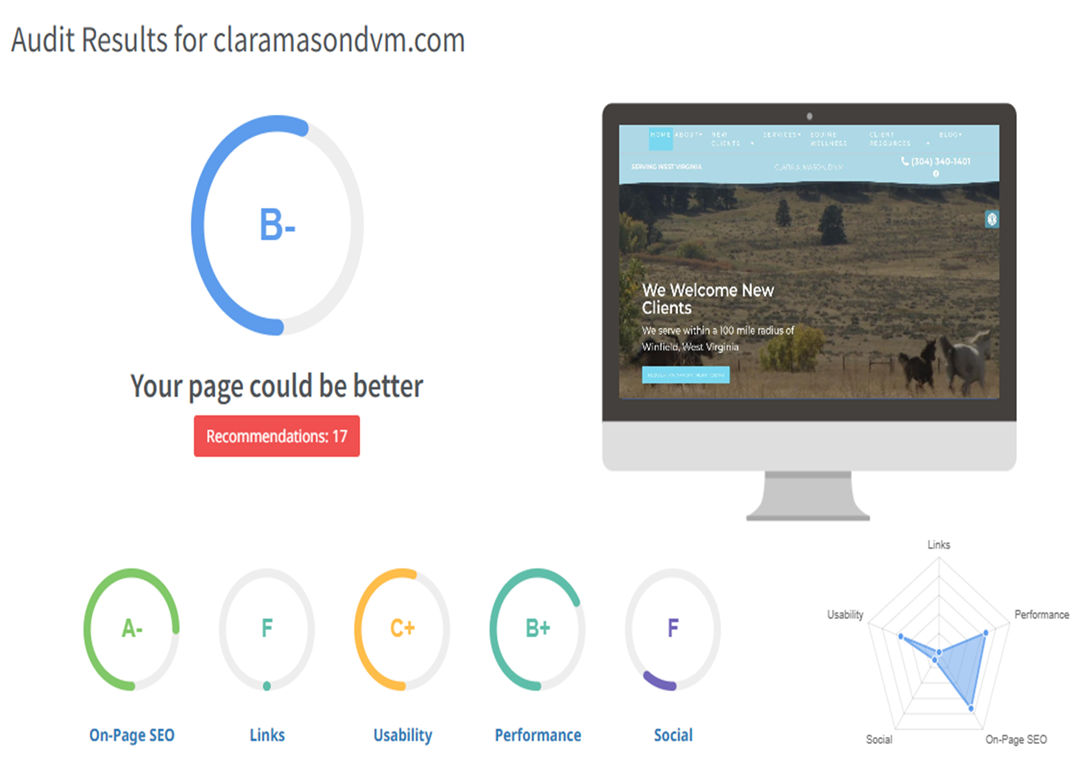 Audit Results for claramasondvm.com
B-
Your page could be better
Recommendations: 17
HOME ABOUT NEW CLIENTS SERVICES EQUINE WELLNESS CLIENT RESOURCES BLOG
SERVING WEST VIRGINIA
CLARA MASON DVM
(304) 340-1401
We Welcome New
Clients
We serve within a 100 mile radius of
Winfield, West Virginia
A-
F
C+
B+
F
On-Page SEO
Links
Usability
Performance
Social
Links
Usability
Performance
Social
On-Page SEO